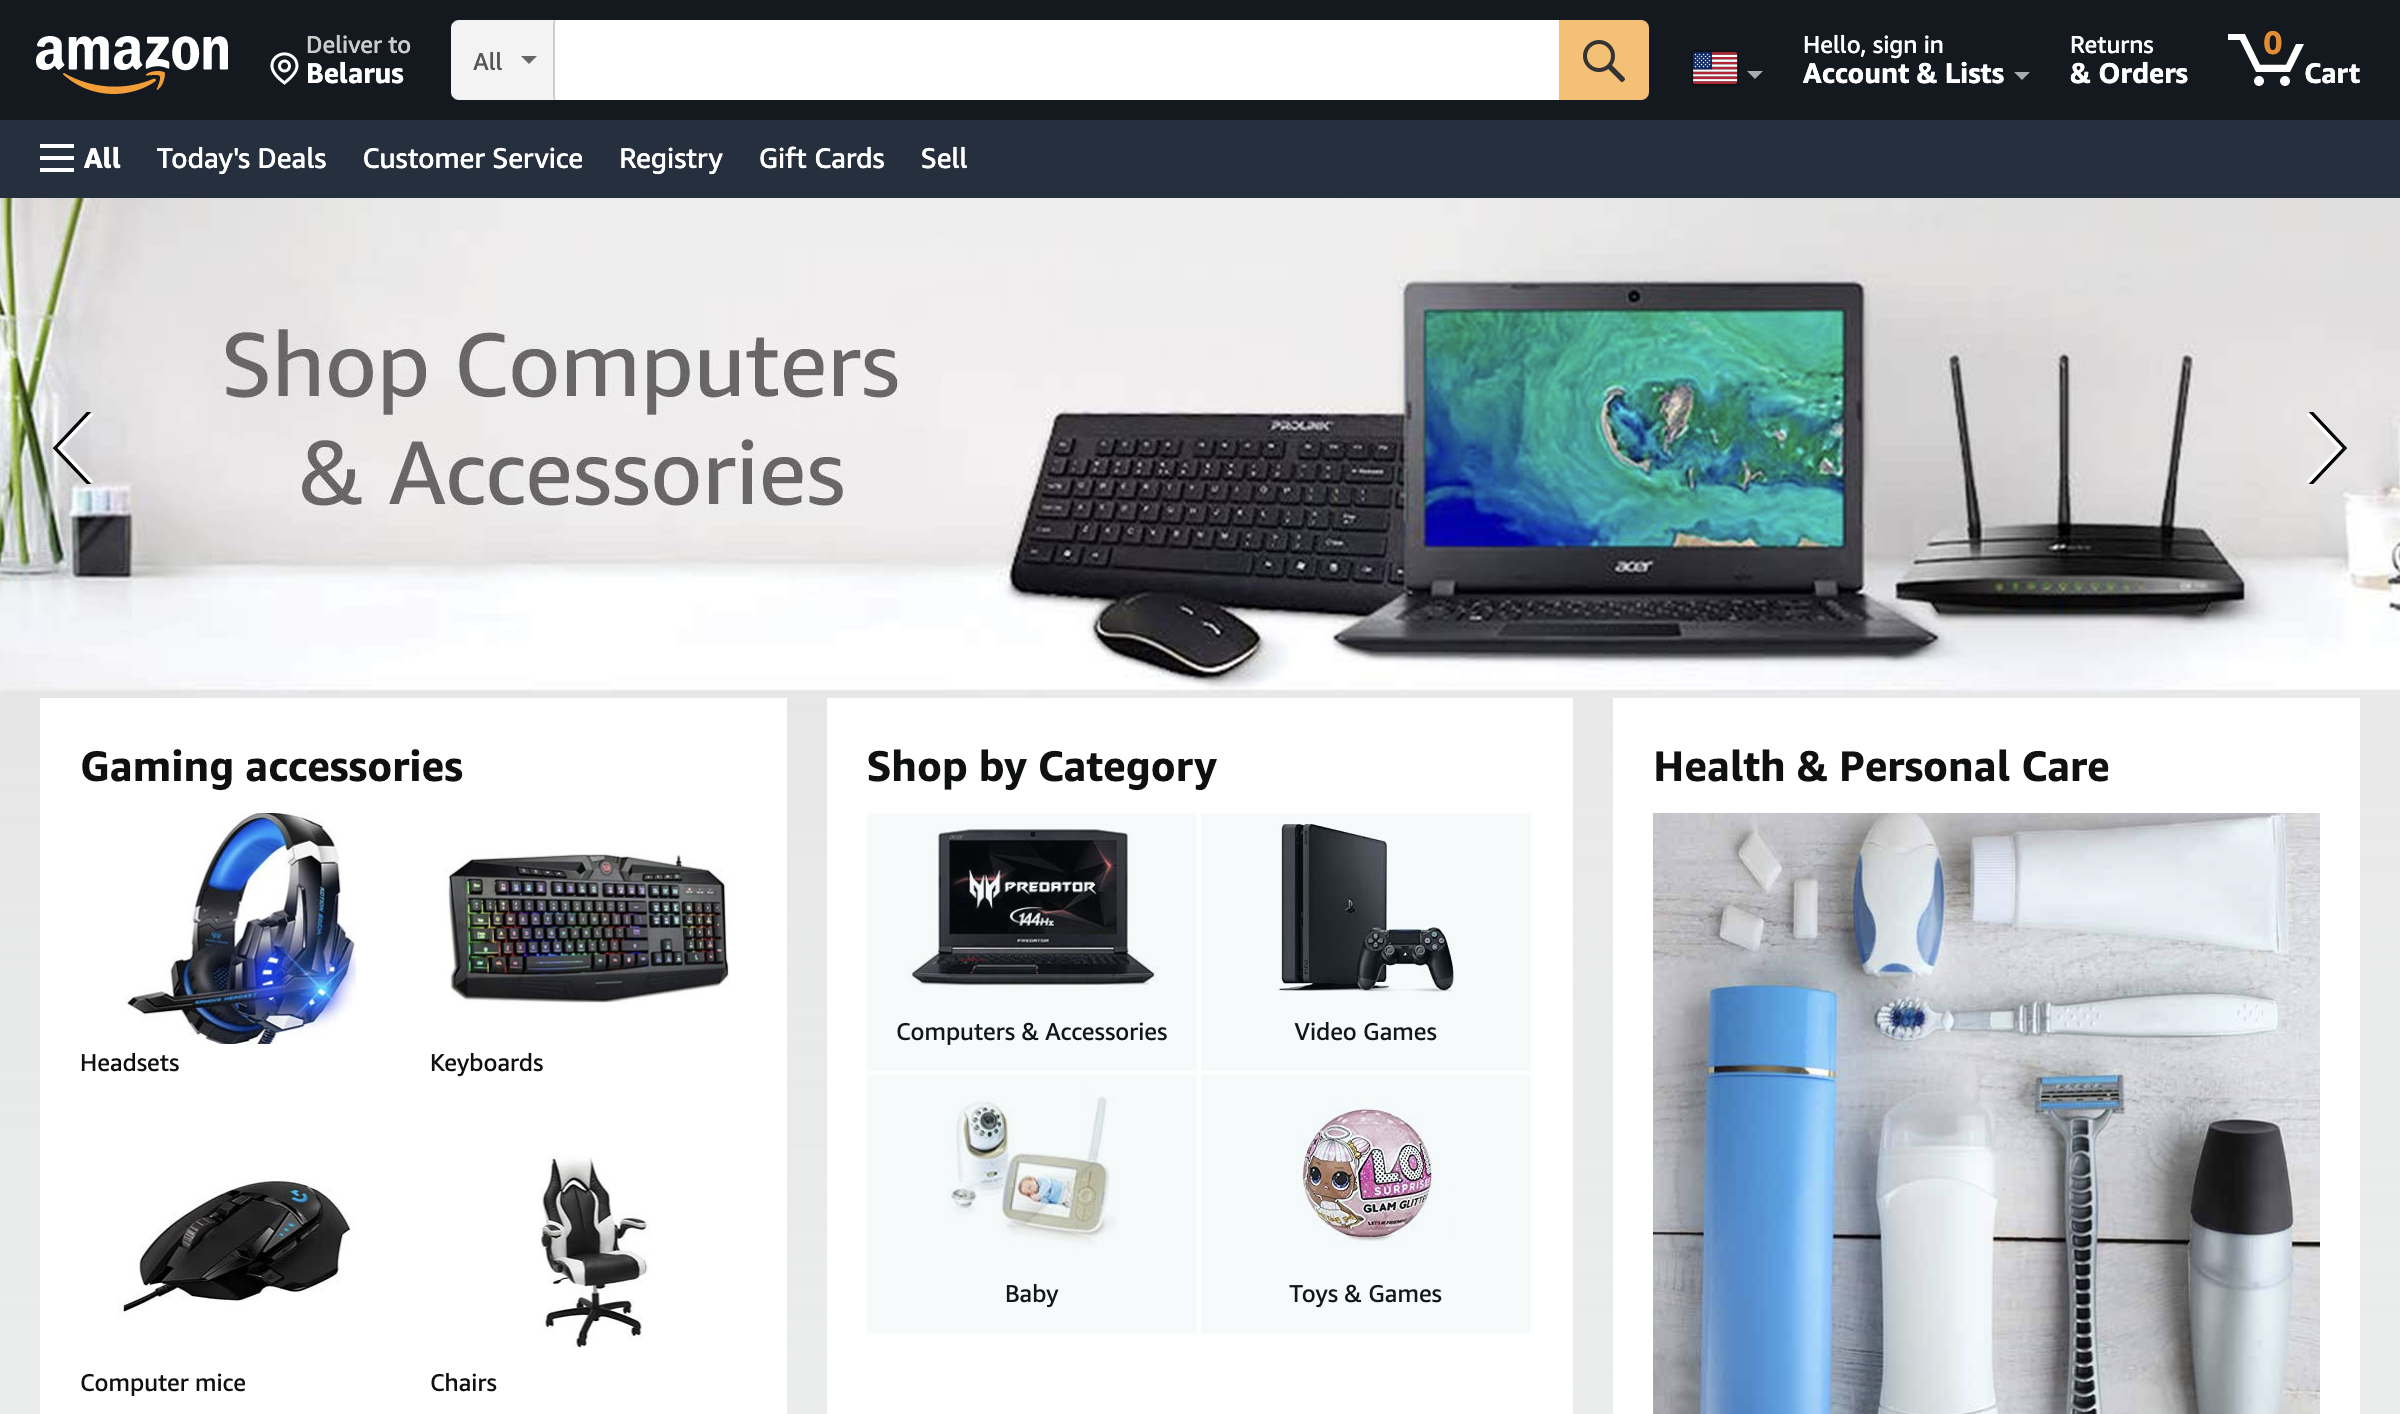 amazon
Deliver to
Belarus
All
Hello, sign in
Account & Lists
Returns
& Orders
0
Cart
All
Today's Deals
Customer Service
Registry
Gift Cards
Sell
Shop Computers
& Accessories
PROLINK
acer
Gaming accessories
Headsets
Keyboards
Computer mice
Chairs
Shop by Category
PREDATOR
144Hz
PREDATOR
Computers & Accessories
Video Games
Baby
SURPRISE
Toys & Games
Health & Personal Care